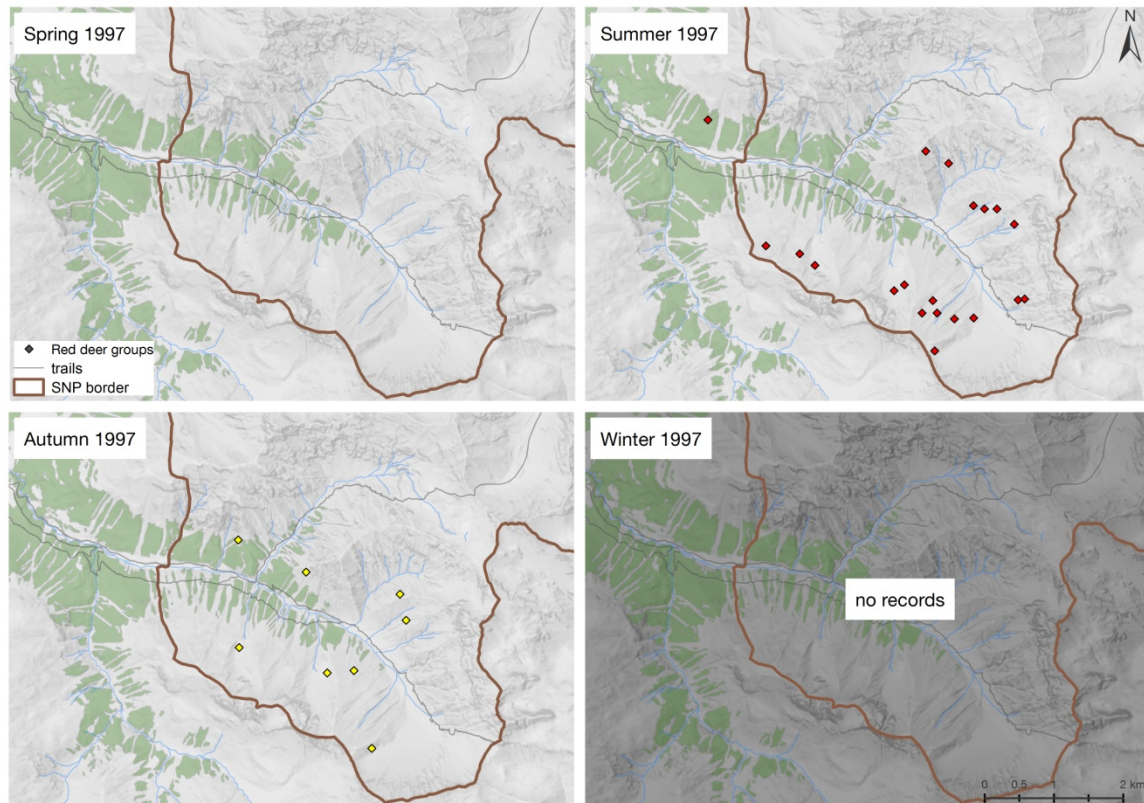 Spring 1997
Summer 1997
N
Red deer groups
trails
SNP border
Autumn 1997
Winter 1997
no records
0 0.5 1 2 km